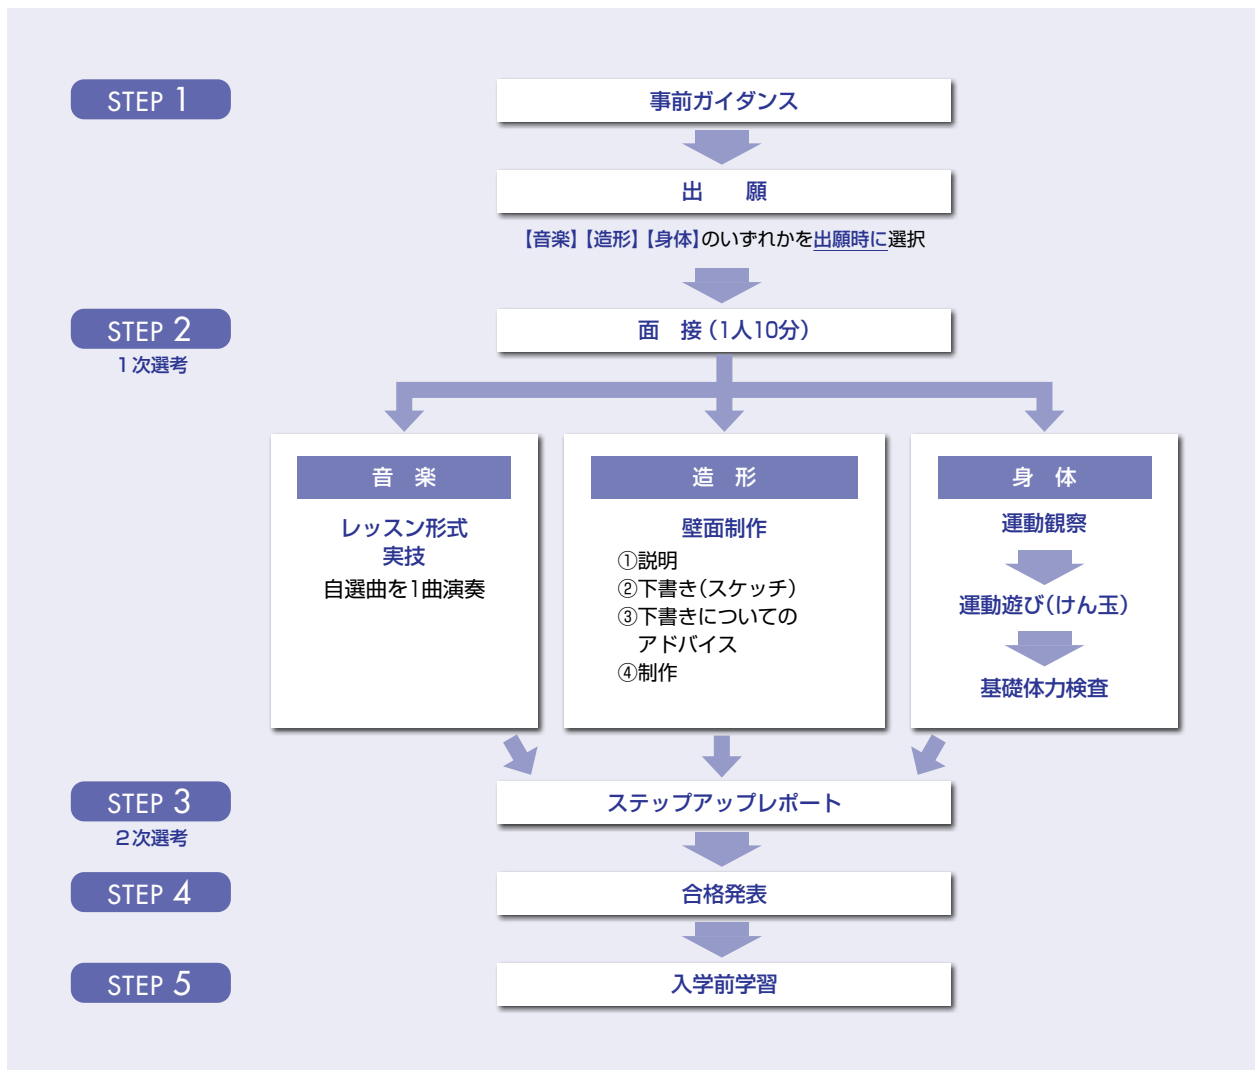 STEP 1
事前ガイダンス
出　願
【音楽】【造形】【身体】のいずれかを出願時に選択
STEP 2
1次選考
面　接（1人10分）
音　楽
レッスン形式
実技
自選曲を1曲演奏
造　形
壁面制作
①説明
②下書き（スケッチ）
③下書きについての
アドバイス
④制作
身　体
運動観察
運動遊び（けん玉）
基礎体力検査
STEP 3
2次選考
ステップアップレポート
STEP 4
合格発表
STEP 5
入学前学習